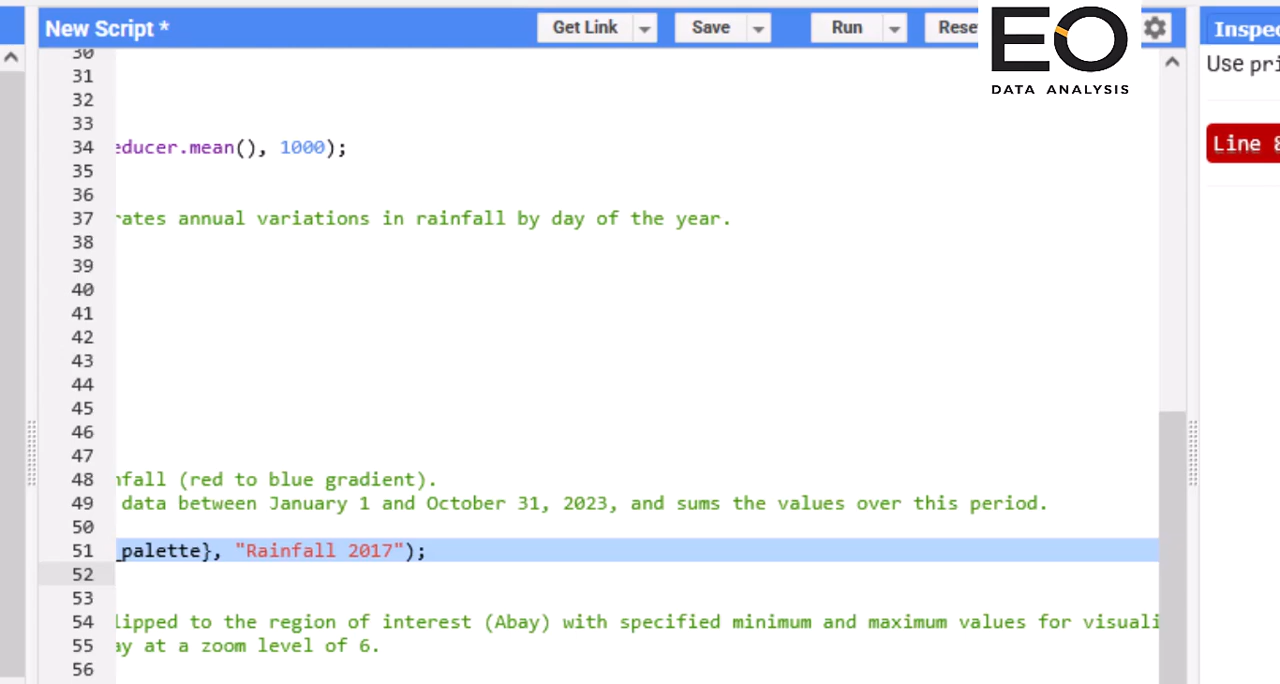 New Script *
Get Link
Save
Run
EO
DATA ANALYSIS
Use
Line
30
31
32
33
34 educer.mean(), 1000);
35
36
37 rates annual variations in rainfall by day of the year.
38
39
40
41
42
43
44
45
46
47
48 nfall (red to blue gradient).
49 data between January 1 and October 31, 2023, and sums the values over this period.
50
51 _palette}, "Rainfall 2017");
52
53
54 lipped to the region of interest (Abay) with specified minimum and maximum values for visuali
55 ay at a zoom level of 6.
56